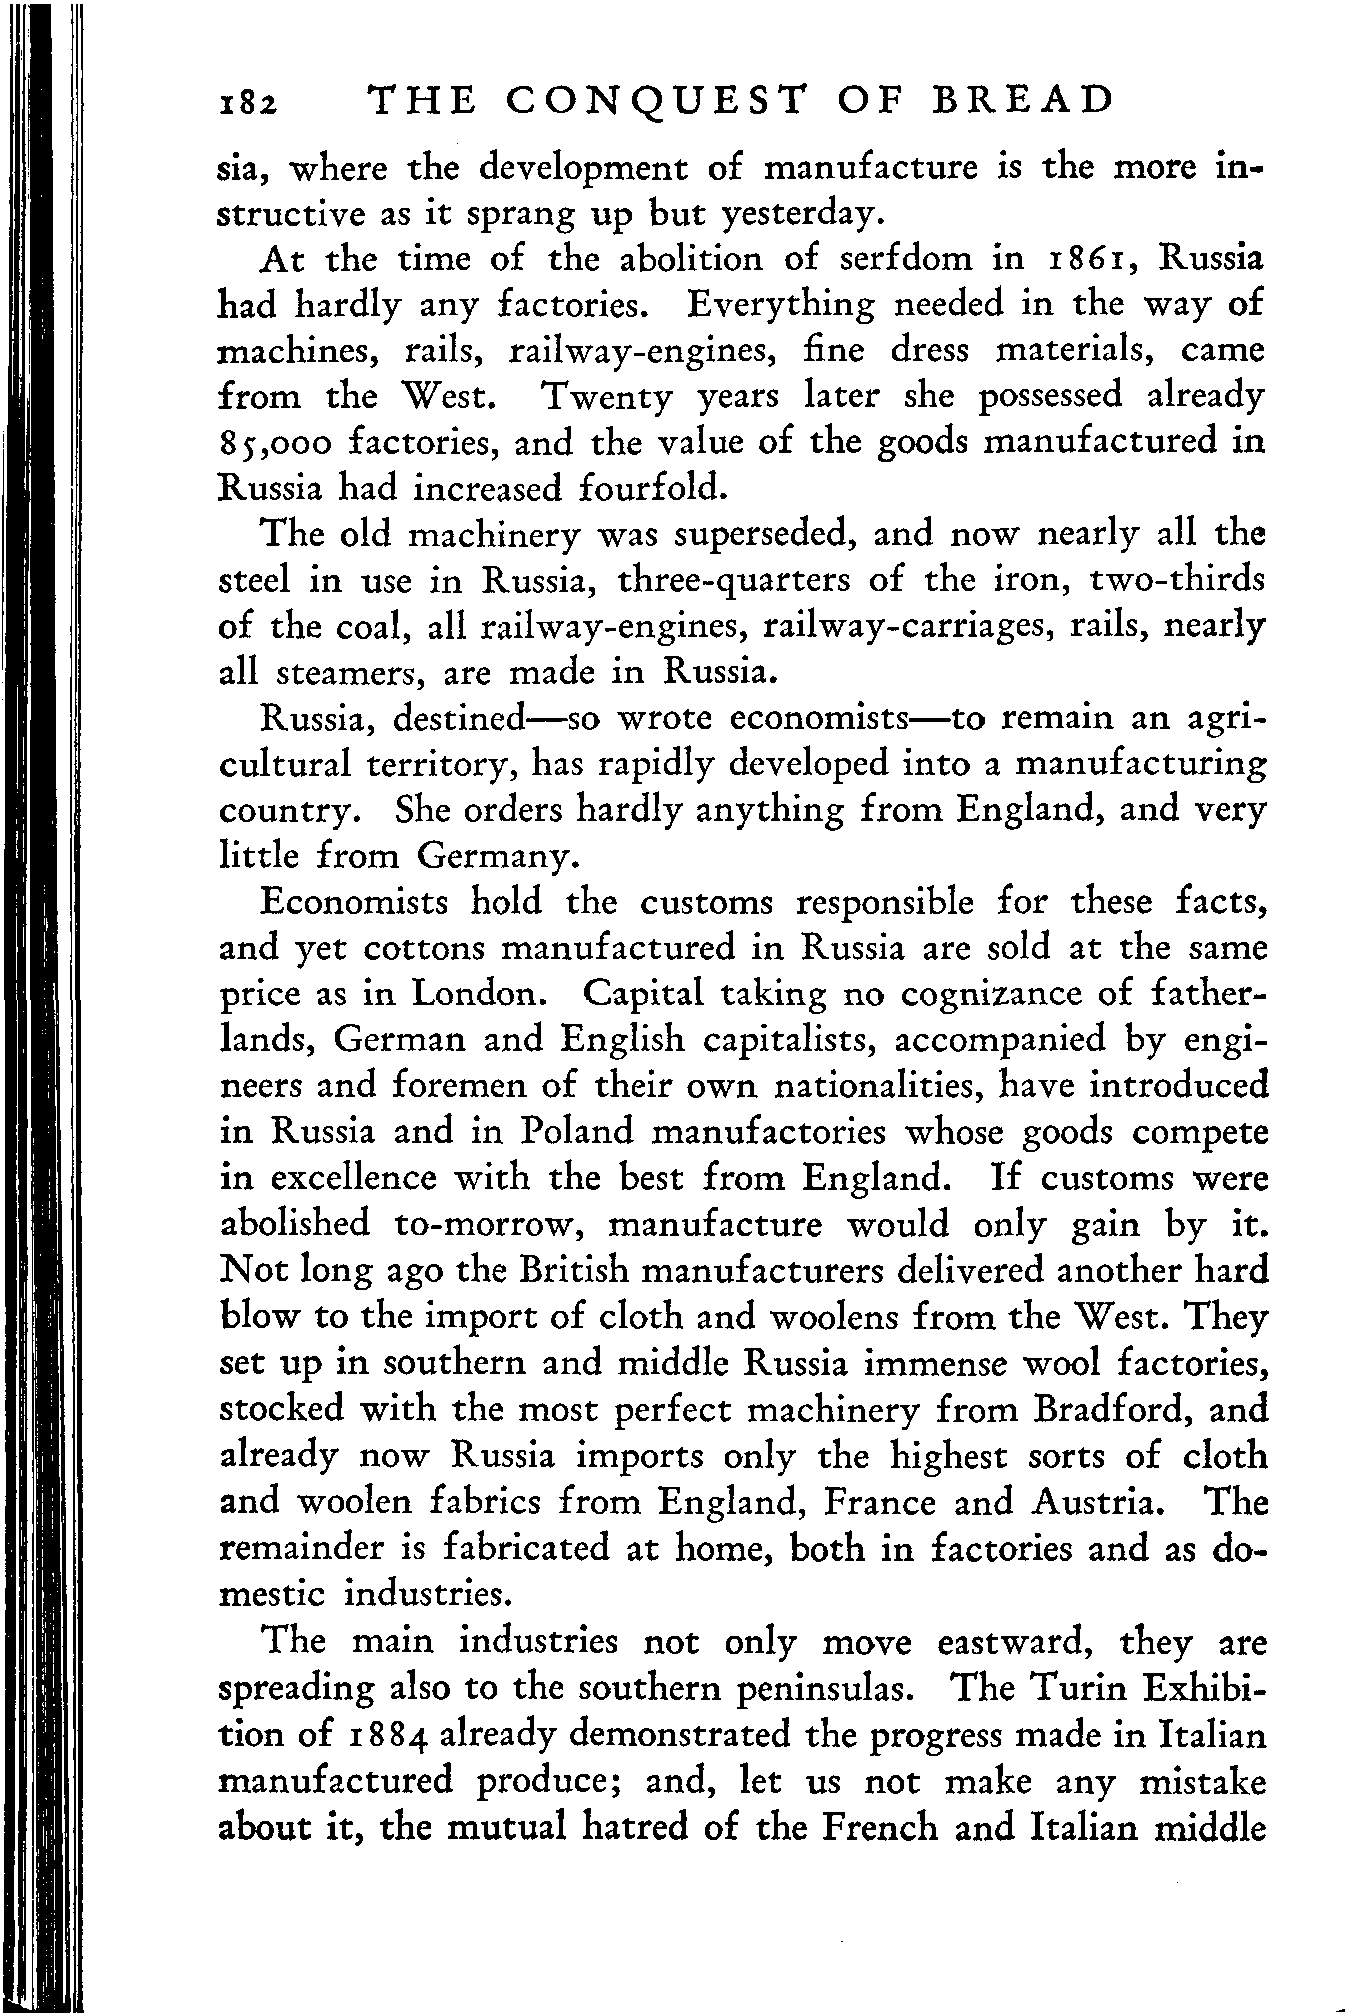 182 THE CONQUEST OF BREAD
sia, where the development of manufacture is the more in-
structive as it sprang up but yesterday.
At the time of the abolition of serfdom in 1861, Russia
had hardly any factories. Everything needed in the way of
machines, rails, railway-engines, fine dress materials, came
from the West. Twenty years later she possessed already
85,000 factories, and the value of the goods manufactured in
Russia had increased fourfold.
The old machinery was superseded, and now nearly all the
steel in use in Russia, three-quarters of the iron, two-thirds
of the coal, all railway-engines, railway-carriages, rails, nearly
all steamers, are made in Russia.
Russia, destined—so wrote economists—to remain an agri-
cultural territory, has rapidly developed into a manufacturing
country. She orders hardly anything from England, and very
little from Germany.
Economists hold the customs responsible for these facts,
and yet cottons manufactured in Russia are sold at the same
price as in London. Capital taking no cognizance of father-
lands, German and English capitalists, accompanied by engi-
neers and foremen of their own nationalities, have introduced
in Russia and in Poland manufactories whose goods compete
in excellence with the best from England. If customs were
abolished to-morrow, manufacture would only gain by it.
Not long ago the British manufacturers delivered another hard
blow to the import of cloth and woolens from the West. They
set up in southern and middle Russia immense wool factories,
stocked with the most perfect machinery from Bradford, and
already now Russia imports only the highest sorts of cloth
and woolen fabrics from England, France and Austria. The
remainder is fabricated at home, both in factories and as do-
mestic industries.
The main industries not only move eastward, they are
spreading also to the southern peninsulas. The Turin Exhibi-
tion of 1884 already demonstrated the progress made in Italian
manufactured produce; and, let us not make any mistake
about it, the mutual hatred of the French and Italian middle